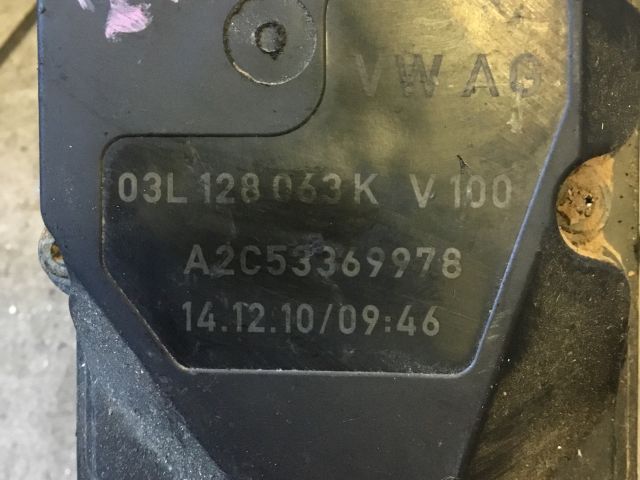 VW AG
03L 128 063 K V 100
A2C53369978
14.12.10/09:46